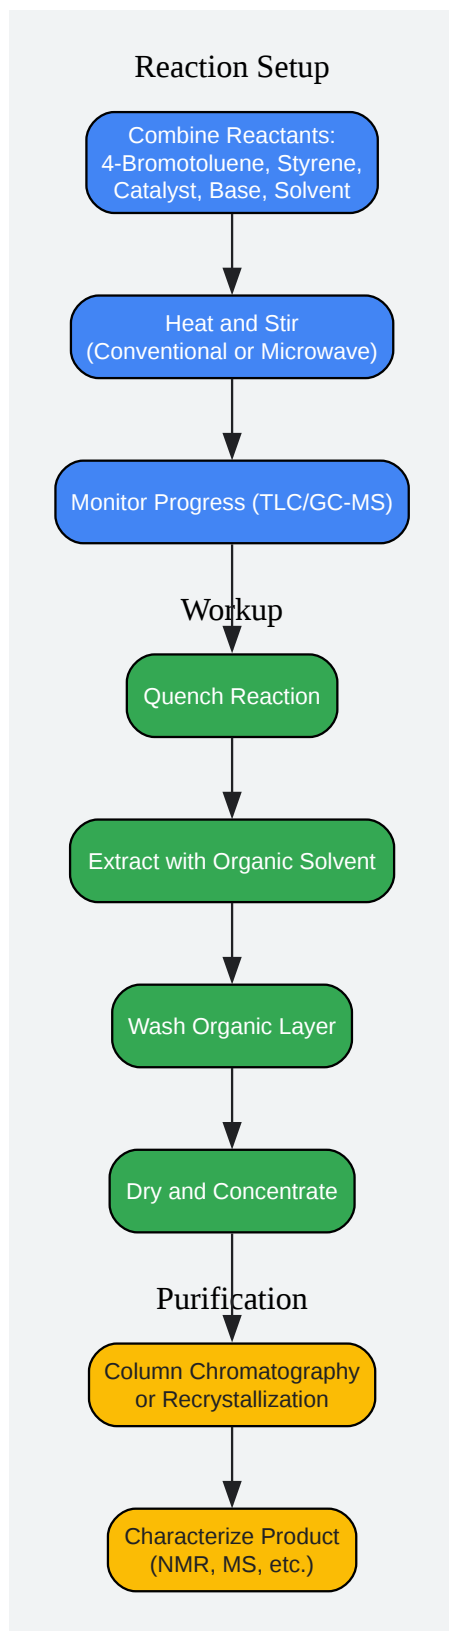 Reaction Setup
Combine Reactants:
4-Bromotoluene, Styrene,
Catalyst, Base, Solvent
Heat and Stir
(Conventional or Microwave)
Monitor Progress (TLC/GC-MS)
Workup
Quench Reaction
Extract with Organic Solvent
Wash Organic Layer
Dry and Concentrate
Purification
Column Chromatography
or Recrystallization
Characterize Product
(NMR, MS, etc.)